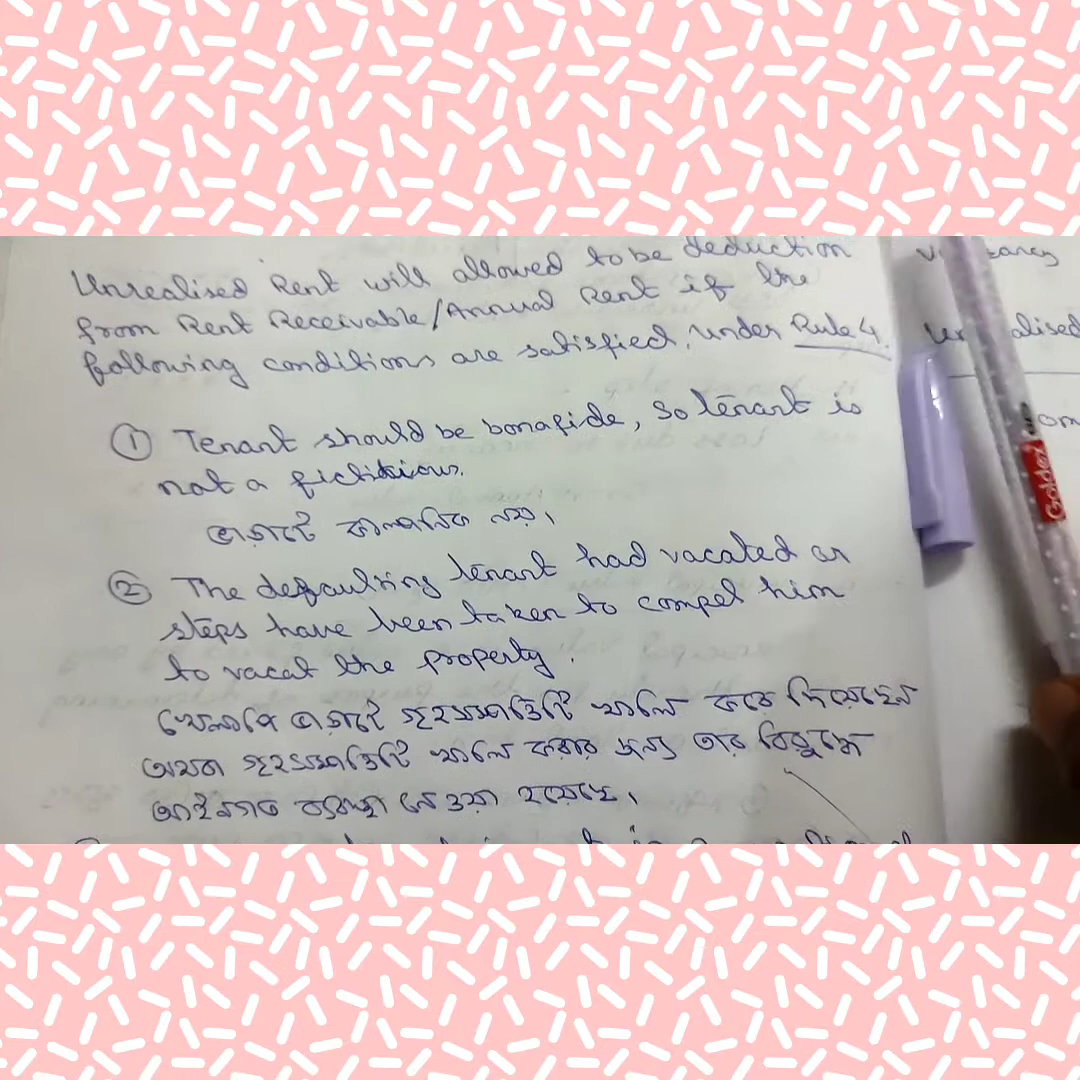 Unrealised Rent will allowed to be deduction
from Rent Receivable/Annual Rent if the
following conditions are satisfied, under Rule 4.
① Tenant should be bonafide, so tenant is
not a fictitious.
ভাড়াটে কাল্পনিক নয়।
② The defaulting tenant had vacated or
steps have been taken to compel him
to vacat the property.
খেলাপি ভাড়াটে গৃহসম্পত্তিটি খালি করে দিয়েছেন
অথবা গৃহসম্পত্তিটি খালি করার জন্য তার বিরুদ্ধে
আইনগত ব্যবস্থা নেওয়া হয়েছে।
Goldex